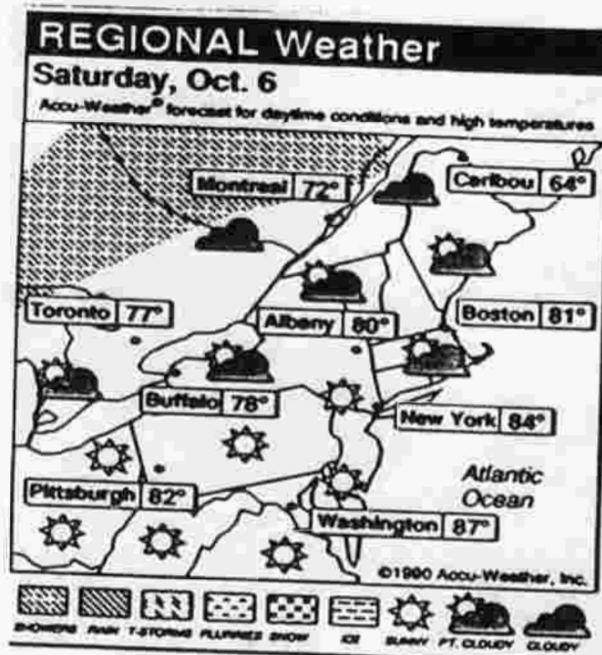 REGIONAL Weather
Saturday, Oct. 6
Accu-Weather® forecast for daytime conditions and high temperatures
Montreal 72°
Caribou 64°
Toronto 77°
Albany 80°
Boston 81°
Buffalo 78°
New York 84°
Pittsburgh 82°
Atlantic
Ocean
Washington 87°
©1990 Accu-Weather, Inc.
SHOWERS RAIN T-STORMS FLURRIES SNOW ICE SUNNY PT. CLOUDY CLOUDY